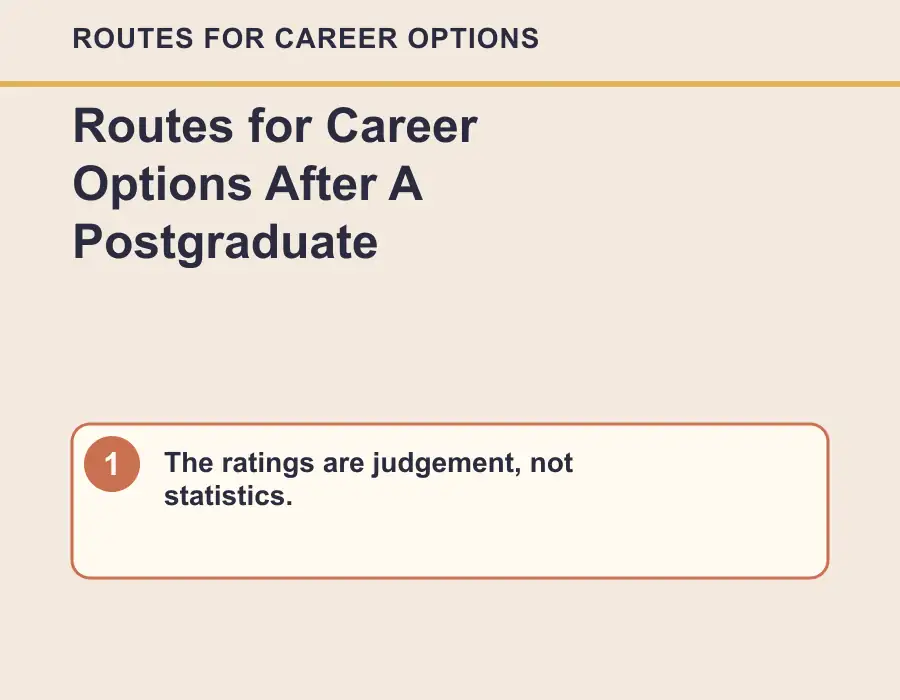 ROUTES FOR CAREER OPTIONS
Routes for Career
Options After A
Postgraduate
1
The ratings are judgement, not
statistics.